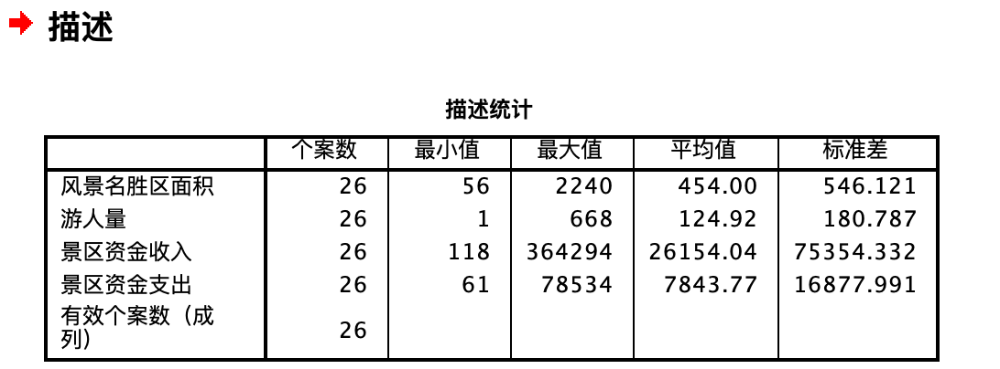 描述
描述统计
个案数 最小值 最大值 平均值 标准差
风景名胜区面积 26 56 2240 454.00 546.121
游人量 26 1 668 124.92 180.787
景区资金收入 26 118 364294 26154.04 75354.332
景区资金支出 26 61 78534 7843.77 16877.991
有效个案数（成
列） 26